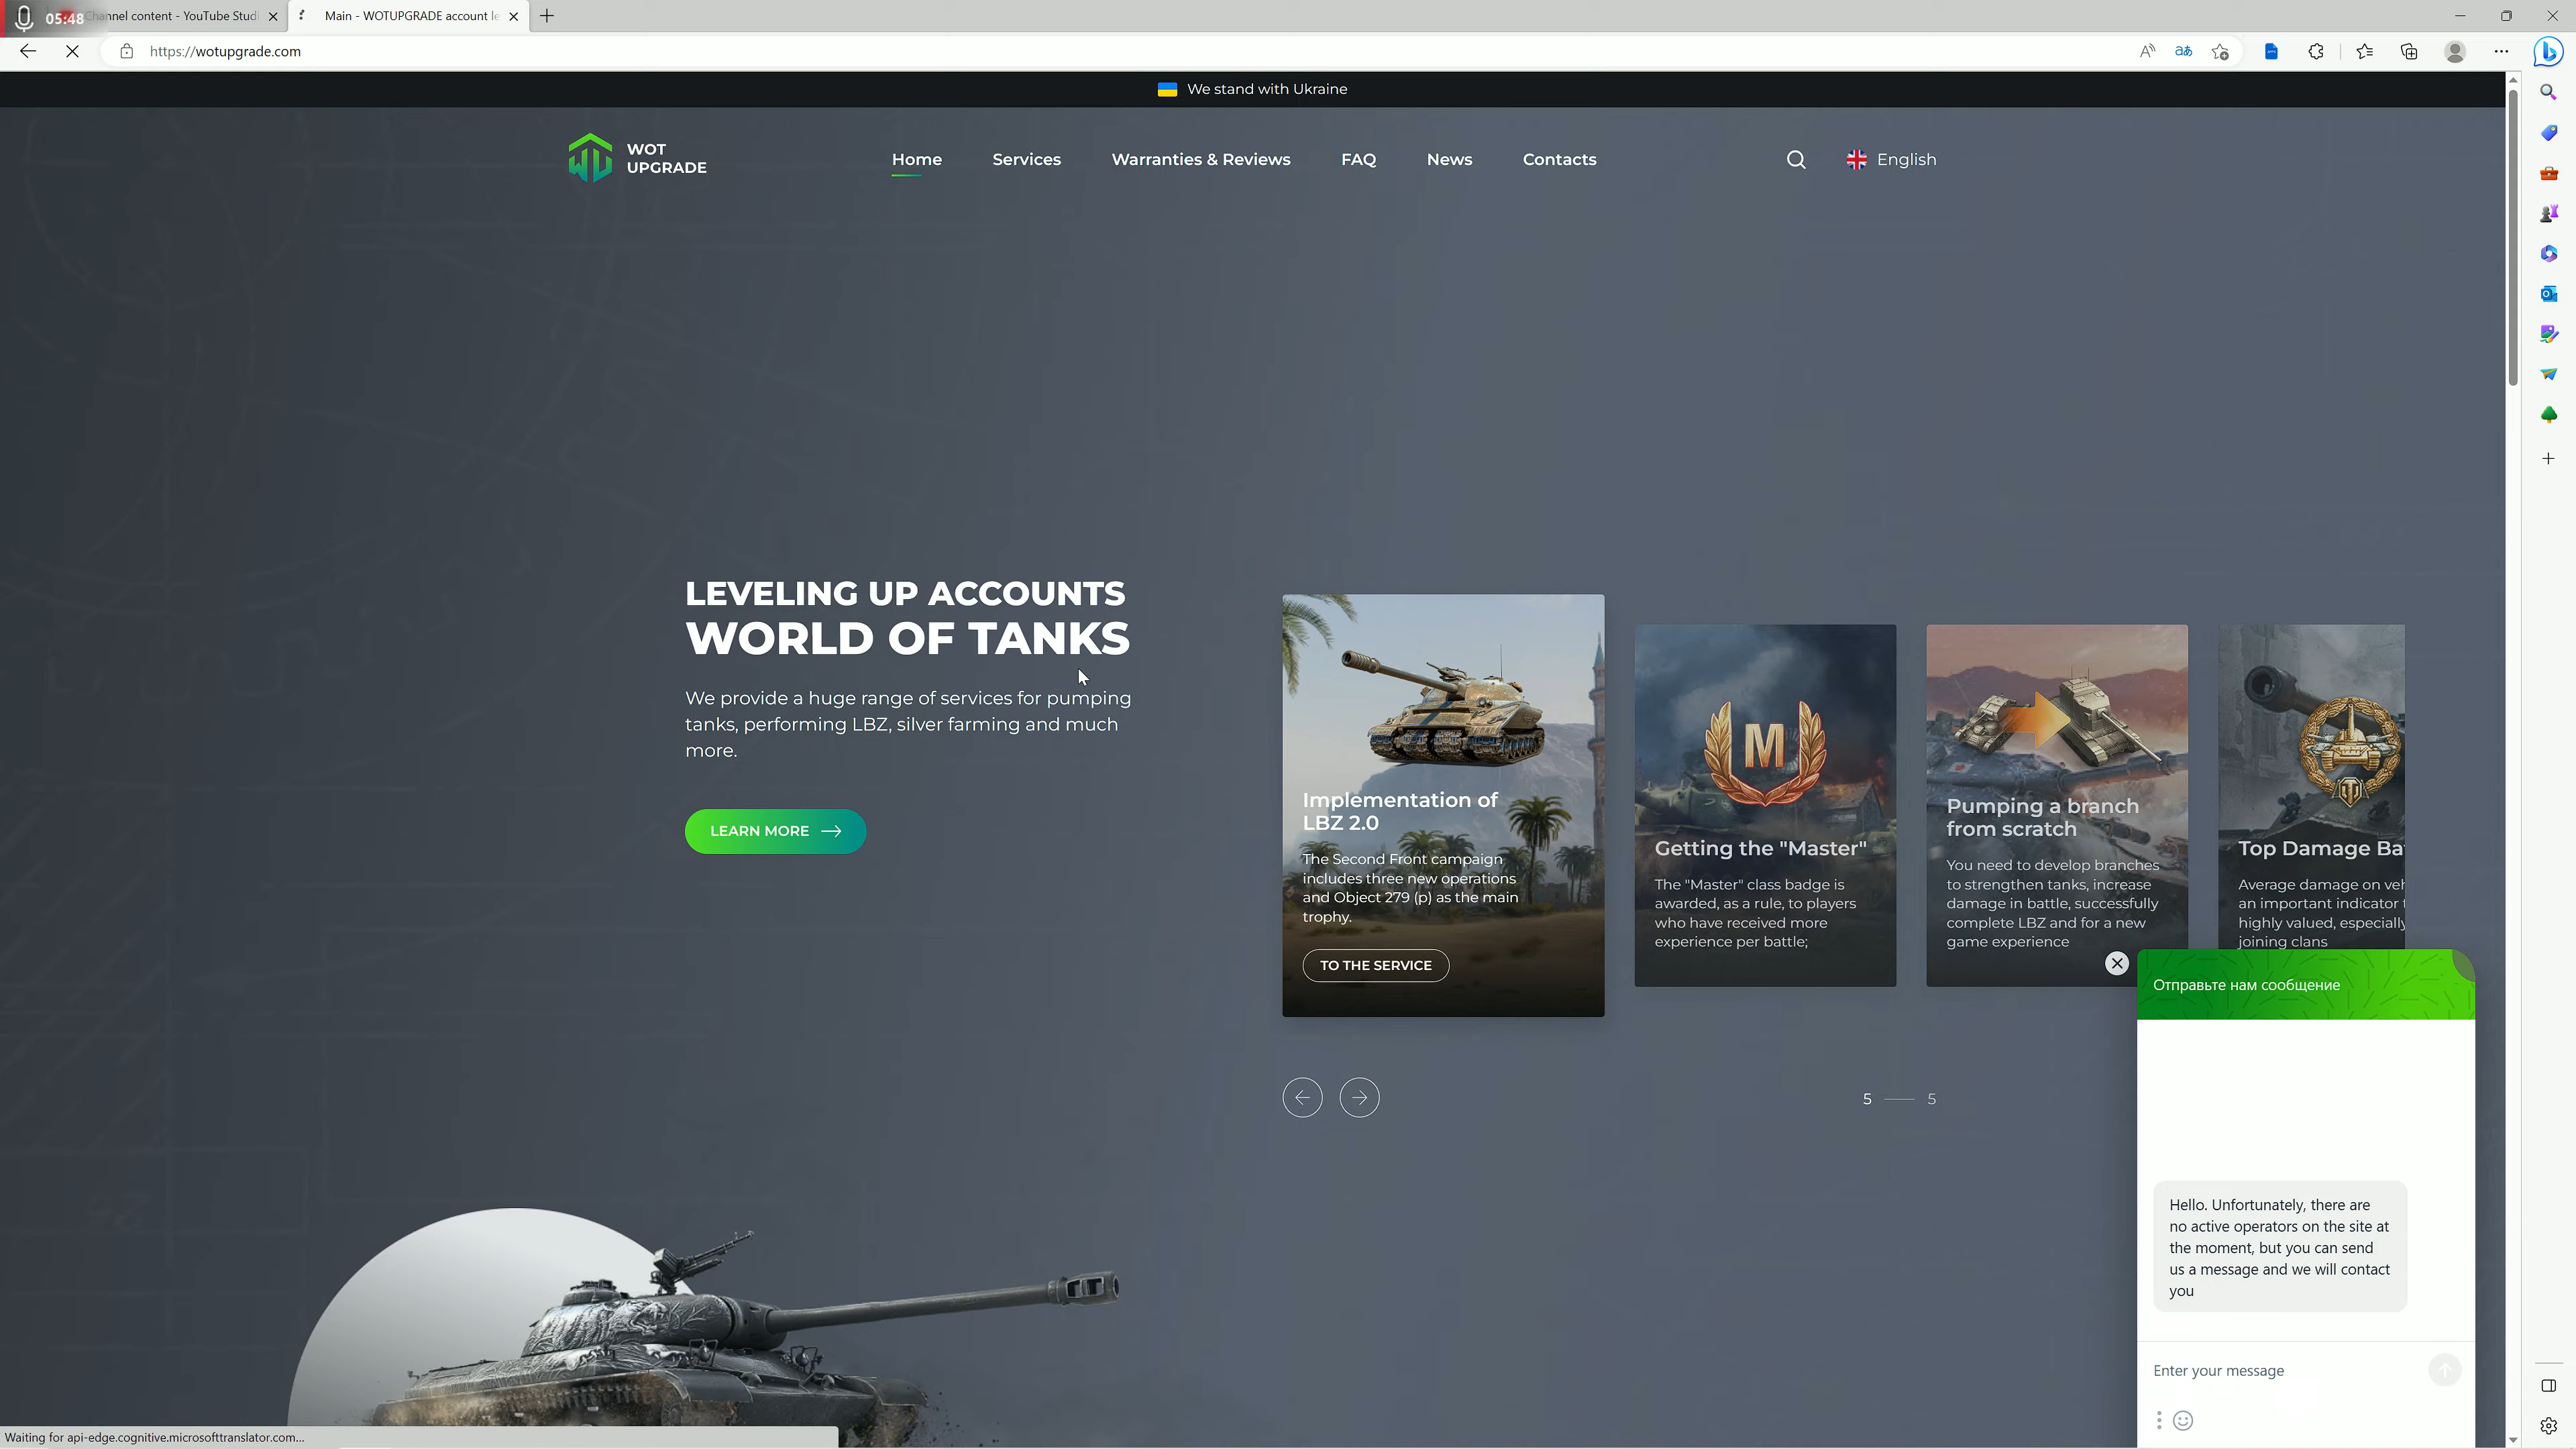 05:48
hannel content - YouTube Studi
Main - WOTUPGRADE account le
https://wotupgrade.com
We stand with Ukraine
WOT
UPGRADE
Home
Services
Warranties & Reviews
FAQ
News
Contacts
English
LEVELING UP ACCOUNTS
WORLD OF TANKS
We provide a huge range of services for pumping
tanks, performing LBZ, silver farming and much
more.
LEARN MORE
Implementation of
LBZ 2.0
The Second Front campaign
includes three new operations
and Object 279 (p) as the main
trophy.
TO THE SERVICE
M
Getting the "Master"
The "Master" class badge is
awarded, as a rule, to players
who have received more
experience per battle;
Pumping a branch
from scratch
You need to develop branches
to strengthen tanks, increase
damage in battle, successfully
complete LBZ and for a new
game experience
Top Damage Ba
Average damage on veh
an important indicator t
highly valued, especially
joining clans
5
5
Отправьте нам сообщение
Hello. Unfortunately, there are
no active operators on the site at
the moment, but you can send
us a message and we will contact
you
Enter your message
Waiting for api-edge.cognitive.microsofttranslator.com...